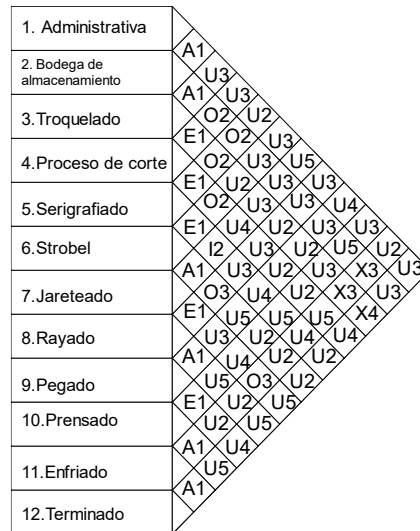 1. Administrativa
A1
2. Bodega de
almacenamiento
U3
A1 U3
3.Troquelado O2 U2
E1 O2 U3
4.Proceso de corte O2 U3 U5
E1 U2 U3 U3
5.Serigrafiado O2 U3 U3 U4
E1 U4 U2 U3 U3
6.Strobel I2 U3 U2 U5 U2
A1 U3 U2 U3 X3 U3
7.Jareteado O3 U4 U2 X3 U3
E1 U5 U5 U5 X4
8.Rayado U3 U2 U4 U4
A1 U4 U2 U2
9.Pegado U5 O3 U2
E1 U2 U5
10.Prensado U2 U5
A1 U4
11.Enfriado U5
A1
12.Terminado